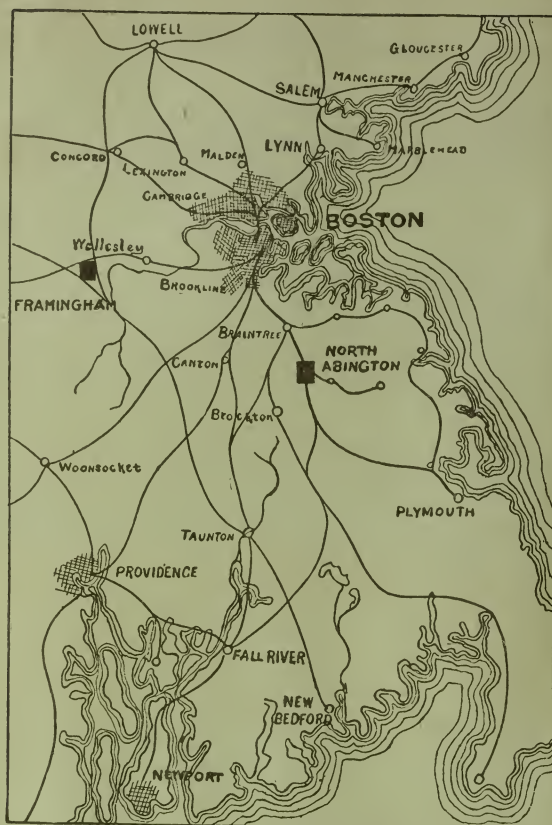 LOWELL
GLOUCESTER
MANCHESTER
SALEM
LYNN
MARBLEHEAD
MALDEN
CONCORD
LEXINGTON
CAMBRIDGE
BOSTON
Wellesley
BROOKLINE
FRAMINGHAM
BRAINTREE
NORTH
ABINGTON
CANTON
BROCKTON
WOONSOCKET
PLYMOUTH
TAUNTON
PROVIDENCE
FALL RIVER
NEW
BEDFORD
NEWPORT